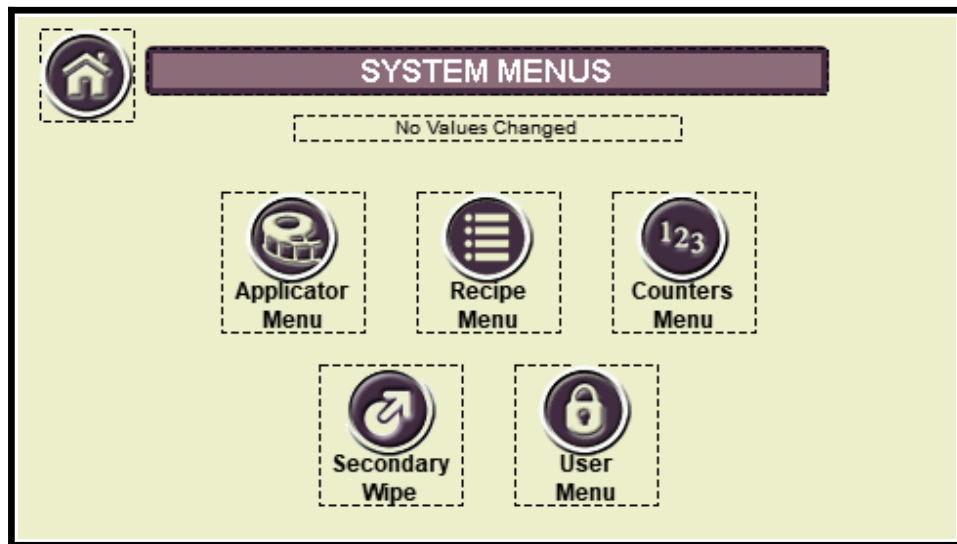 SYSTEM MENUS
No Values Changed
Applicator
Menu
Recipe
Menu
123
Counters
Menu
Secondary
Wipe
User
Menu